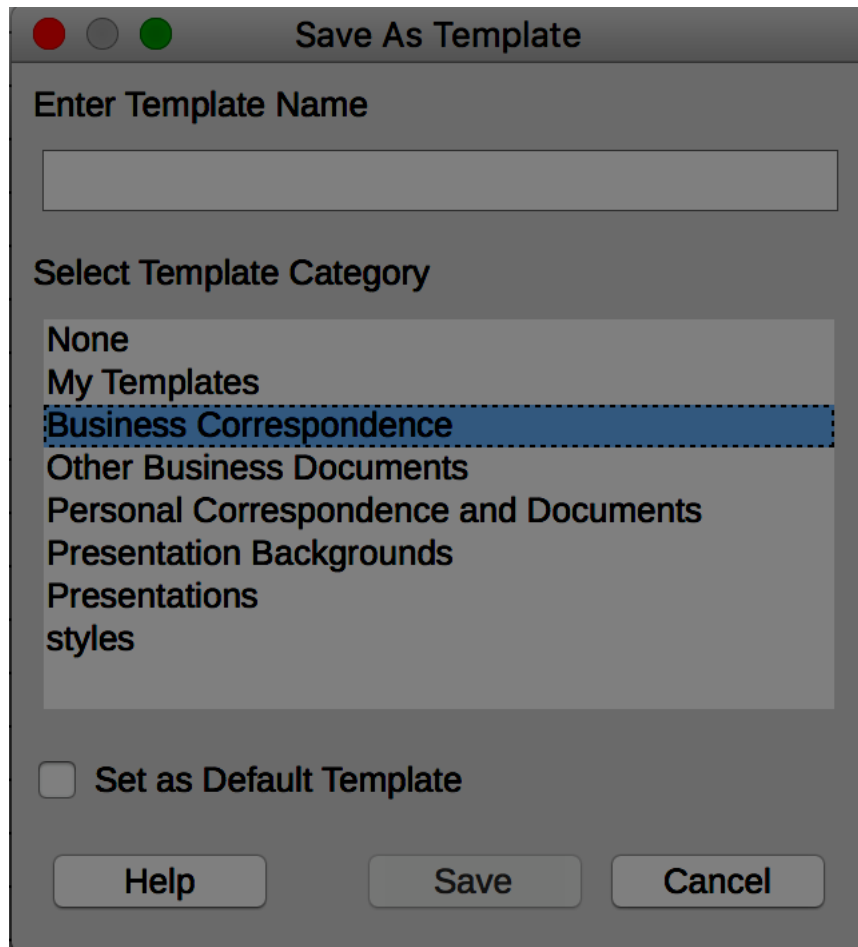 Save As Template
Enter Template Name
Select Template Category
None
My Templates
Business Correspondence
Other Business Documents
Personal Correspondence and Documents
Presentation Backgrounds
Presentations
styles
Set as Default Template
Help Save Cancel